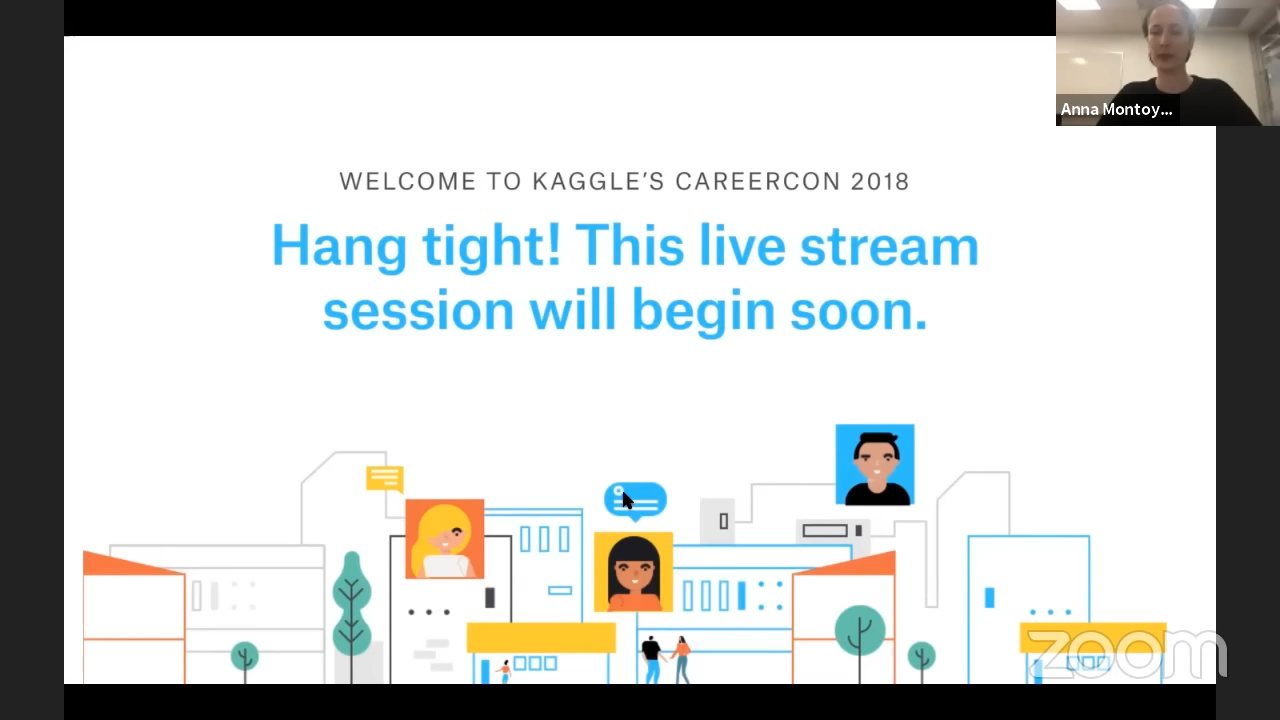 Anna Montoy...
WELCOME TO KAGGLE'S CAREERCON 2018
Hang tight! This live stream
session will begin soon.
zoom